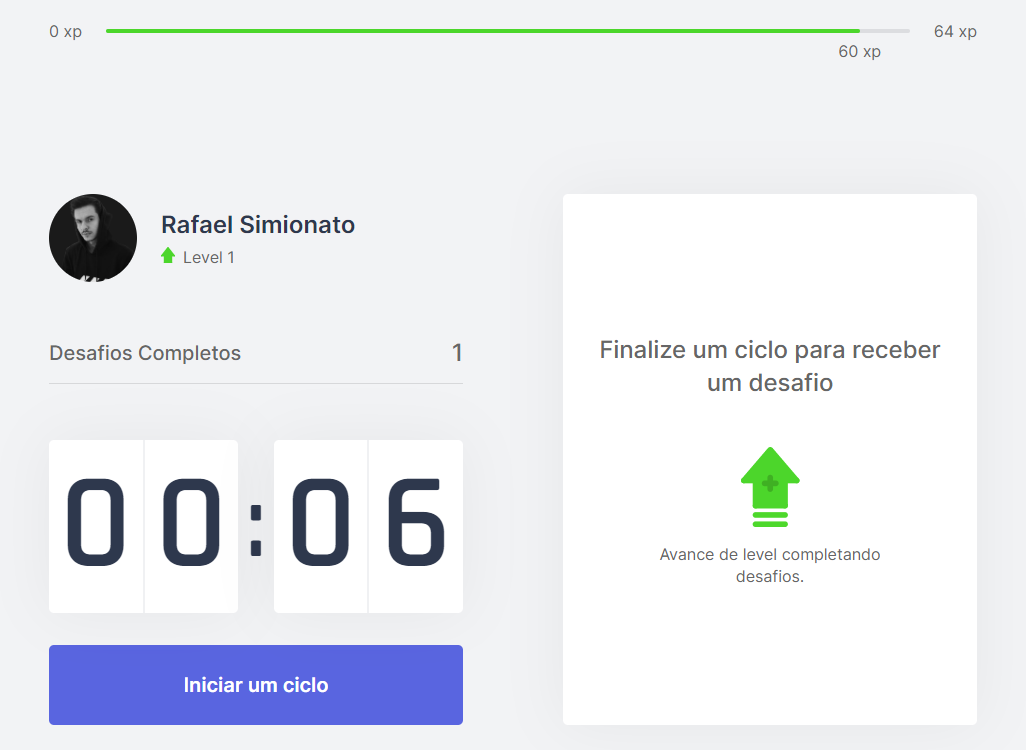 0 xp
64 xp
60 xp
Rafael Simionato
Level 1
Desafios Completos 1
00:06
Iniciar um ciclo
Finalize um ciclo para receber
um desafio
Avance de level completando
desafios.